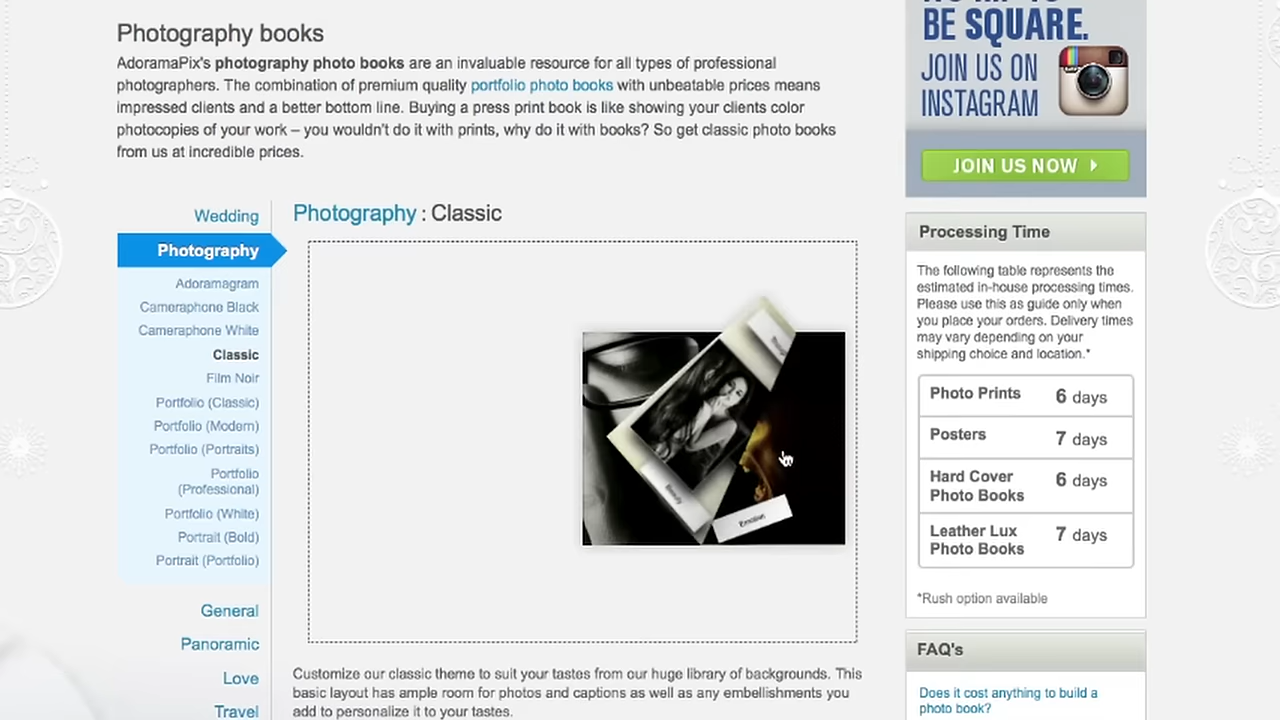 BE SQUARE.
JOIN US ON
INSTAGRAM
JOIN US NOW
Photography books
AdoramaPix's photography photo books are an invaluable resource for all types of professional
photographers. The combination of premium quality portfolio photo books with unbeatable prices means
impressed clients and a better bottom line. Buying a press print book is like showing your clients color
photocopies of your work – you wouldn't do it with prints, why do it with books? So get classic photo books
from us at incredible prices.
Wedding
Photography
Adoramagram
Cameraphone Black
Cameraphone White
Classic
Film Noir
Portfolio (Classic)
Portfolio (Modern)
Portfolio (Portraits)
Portfolio
(Professional)
Portfolio (White)
Portrait (Bold)
Portrait (Portfolio)
General
Panoramic
Love
Travel
Photography : Classic
Beauty
Emotion
Customize our classic theme to suit your tastes from our huge library of backgrounds. This
basic layout has ample room for photos and captions as well as any embellishments you
add to personalize it to your tastes.
Processing Time
The following table represents the
estimated in-house processing times.
Please use this as guide only when
you place your orders. Delivery times
may vary depending on your
shipping choice and location.*
Photo Prints 6 days
Posters 7 days
Hard Cover
Photo Books 6 days
Leather Lux
Photo Books 7 days
*Rush option available
FAQ's
Does it cost anything to build a
photo book?